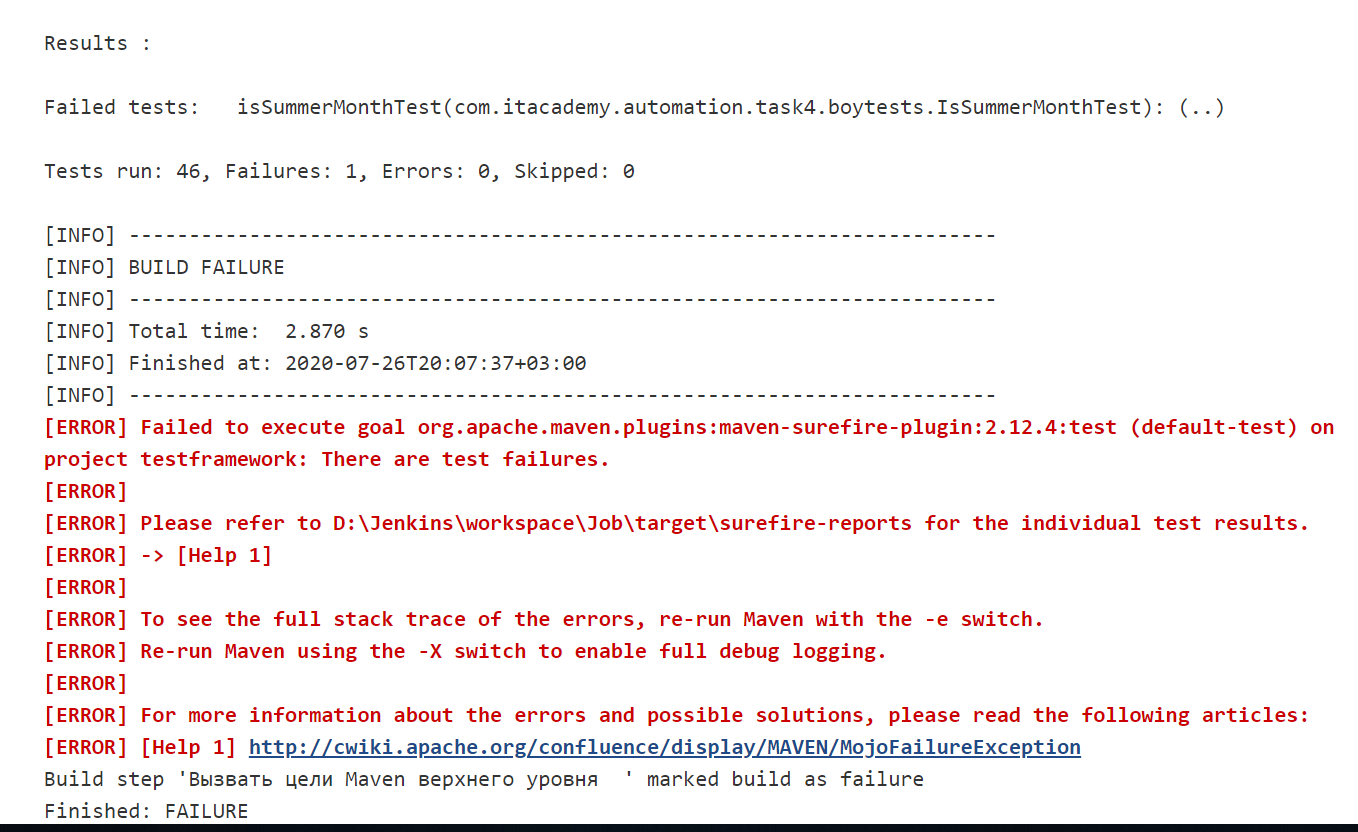 Results :
Failed tests:   isSummerMonthTest(com.itacademy.automation.task4.boytests.IsSummerMonthTest): (..)
Tests run: 46, Failures: 1, Errors: 0, Skipped: 0
[INFO] ------------------------------------------------------------------------
[INFO] BUILD FAILURE
[INFO] ------------------------------------------------------------------------
[INFO] Total time:  2.870 s
[INFO] Finished at: 2020-07-26T20:07:37+03:00
[INFO] ------------------------------------------------------------------------
[ERROR] Failed to execute goal org.apache.maven.plugins:maven-surefire-plugin:2.12.4:test (default-test) on
project testframework: There are test failures.
[ERROR]
[ERROR] Please refer to D:\Jenkins\workspace\Job\target\surefire-reports for the individual test results.
[ERROR] -> [Help 1]
[ERROR]
[ERROR] To see the full stack trace of the errors, re-run Maven with the -e switch.
[ERROR] Re-run Maven using the -X switch to enable full debug logging.
[ERROR]
[ERROR] For more information about the errors and possible solutions, please read the following articles:
[ERROR] [Help 1] http://cwiki.apache.org/confluence/display/MAVEN/MojoFailureException
Build step 'Вызвать цели Maven верхнего уровня  ' marked build as failure
Finished: FAILURE